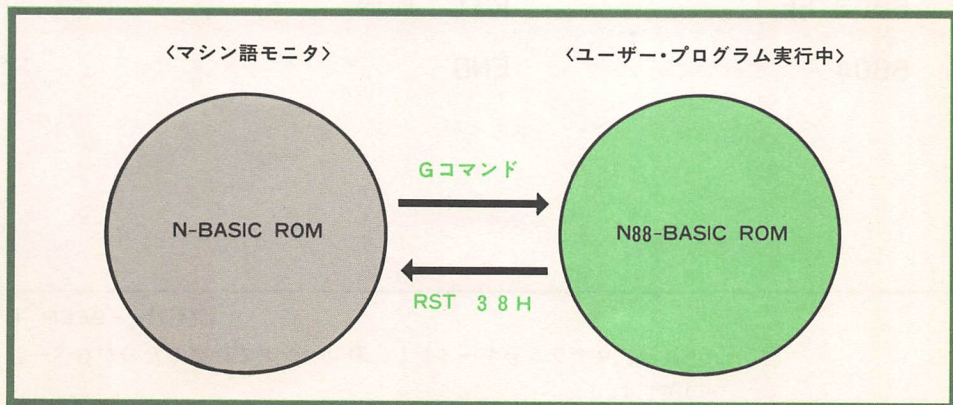 〈マシン語モニタ〉
〈ユーザー・プログラム実行中〉
Gコマンド
N-BASIC ROM
N88-BASIC ROM
RST 38H